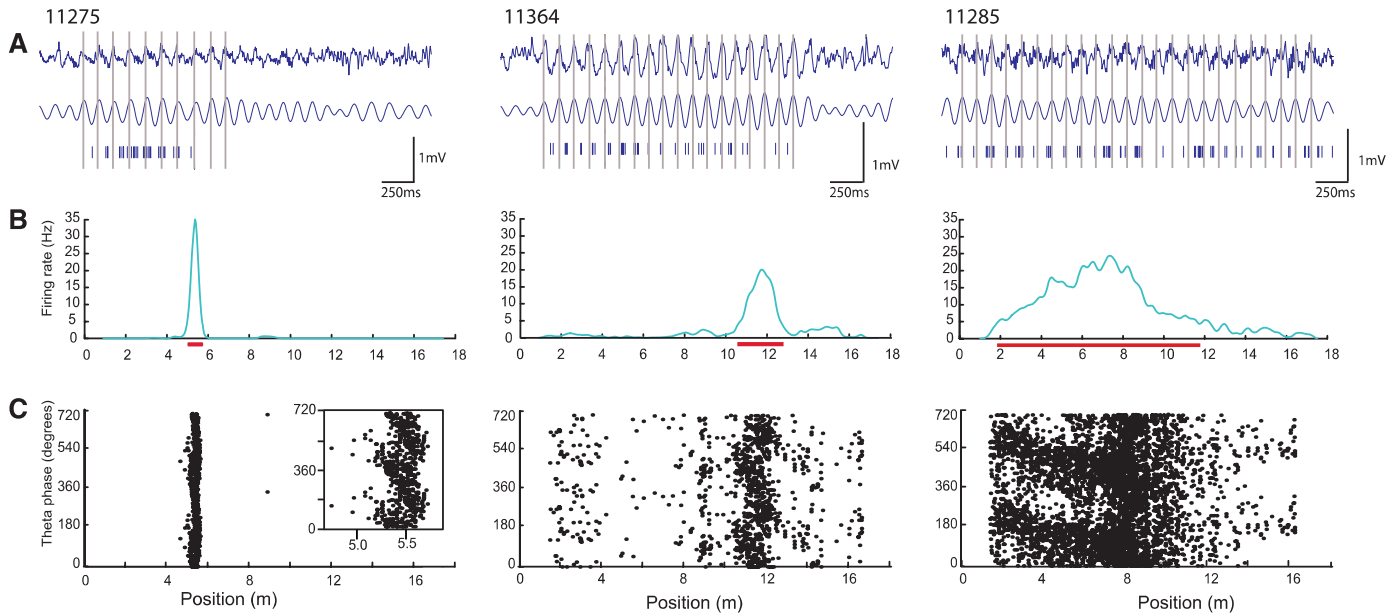 11275 11364 11285
A
1mV 1mV 1mV
250ms 250ms 250ms
B
Firing rate (Hz)
35 30 25 20 15 10 5 0
0 2 4 6 8 10 12 14 16 18
35 30 25 20 15 10 5 0
0 2 4 6 8 10 12 14 16 18
35 30 25 20 15 10 5 0
0 2 4 6 8 10 12 14 16 18
C
Theta phase (degrees)
720 540 360 180 0
0 2 4 6 8 10 12 14 16 18
720 360 0
5.0 5.5
Position (m)
720 540 360 180 0
0 4 8 12 16
Position (m)
720 540 360 180 0
0 4 8 12 16
Position (m)